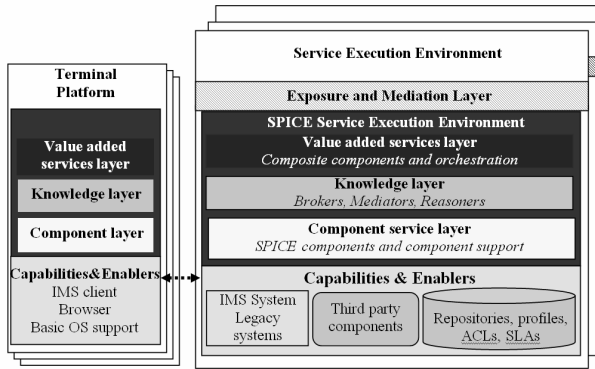 Terminal
Platform
Value added
services layer
Knowledge layer
Component layer
Capabilities&Enablers
IMS client
Browser
Basic OS support
Service Execution Environment
Exposure and Mediation Layer
SPICE Service Execution Environment
Value added services layer
Composite components and orchestration
Knowledge layer
Brokers, Mediators, Reasoners
Component service layer
SPICE components and component support
Capabilities & Enablers
IMS System
Legacy
systems
Third party
components
Repositories, profiles,
ACLs, SLAs